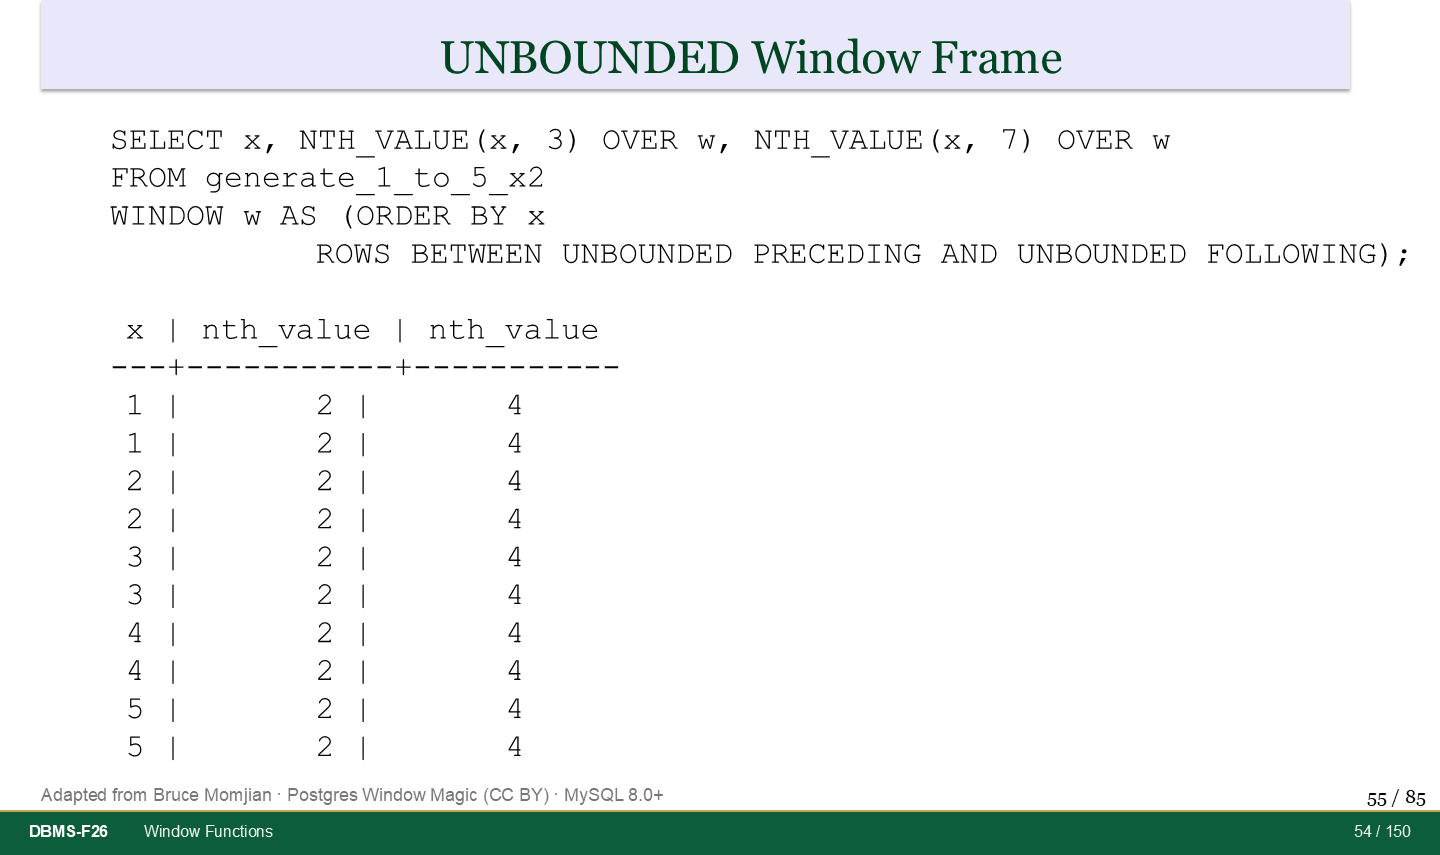 UNBOUNDED Window Frame
SELECT x, NTH_VALUE(x, 3) OVER w, NTH_VALUE(x, 7) OVER w
FROM generate_1_to_5_x2
WINDOW w AS (ORDER BY x
           ROWS BETWEEN UNBOUNDED PRECEDING AND UNBOUNDED FOLLOWING);
 x | nth_value | nth_value
---+-----------+-----------
 1 |         2 |         4
 1 |         2 |         4
 2 |         2 |         4
 2 |         2 |         4
 3 |         2 |         4
 3 |         2 |         4
 4 |         2 |         4
 4 |         2 |         4
 5 |         2 |         4
 5 |         2 |         4
Adapted from Bruce Momjian · Postgres Window Magic (CC BY) · MySQL 8.0+
55 / 85
DBMS-F26 Window Functions 54 / 150